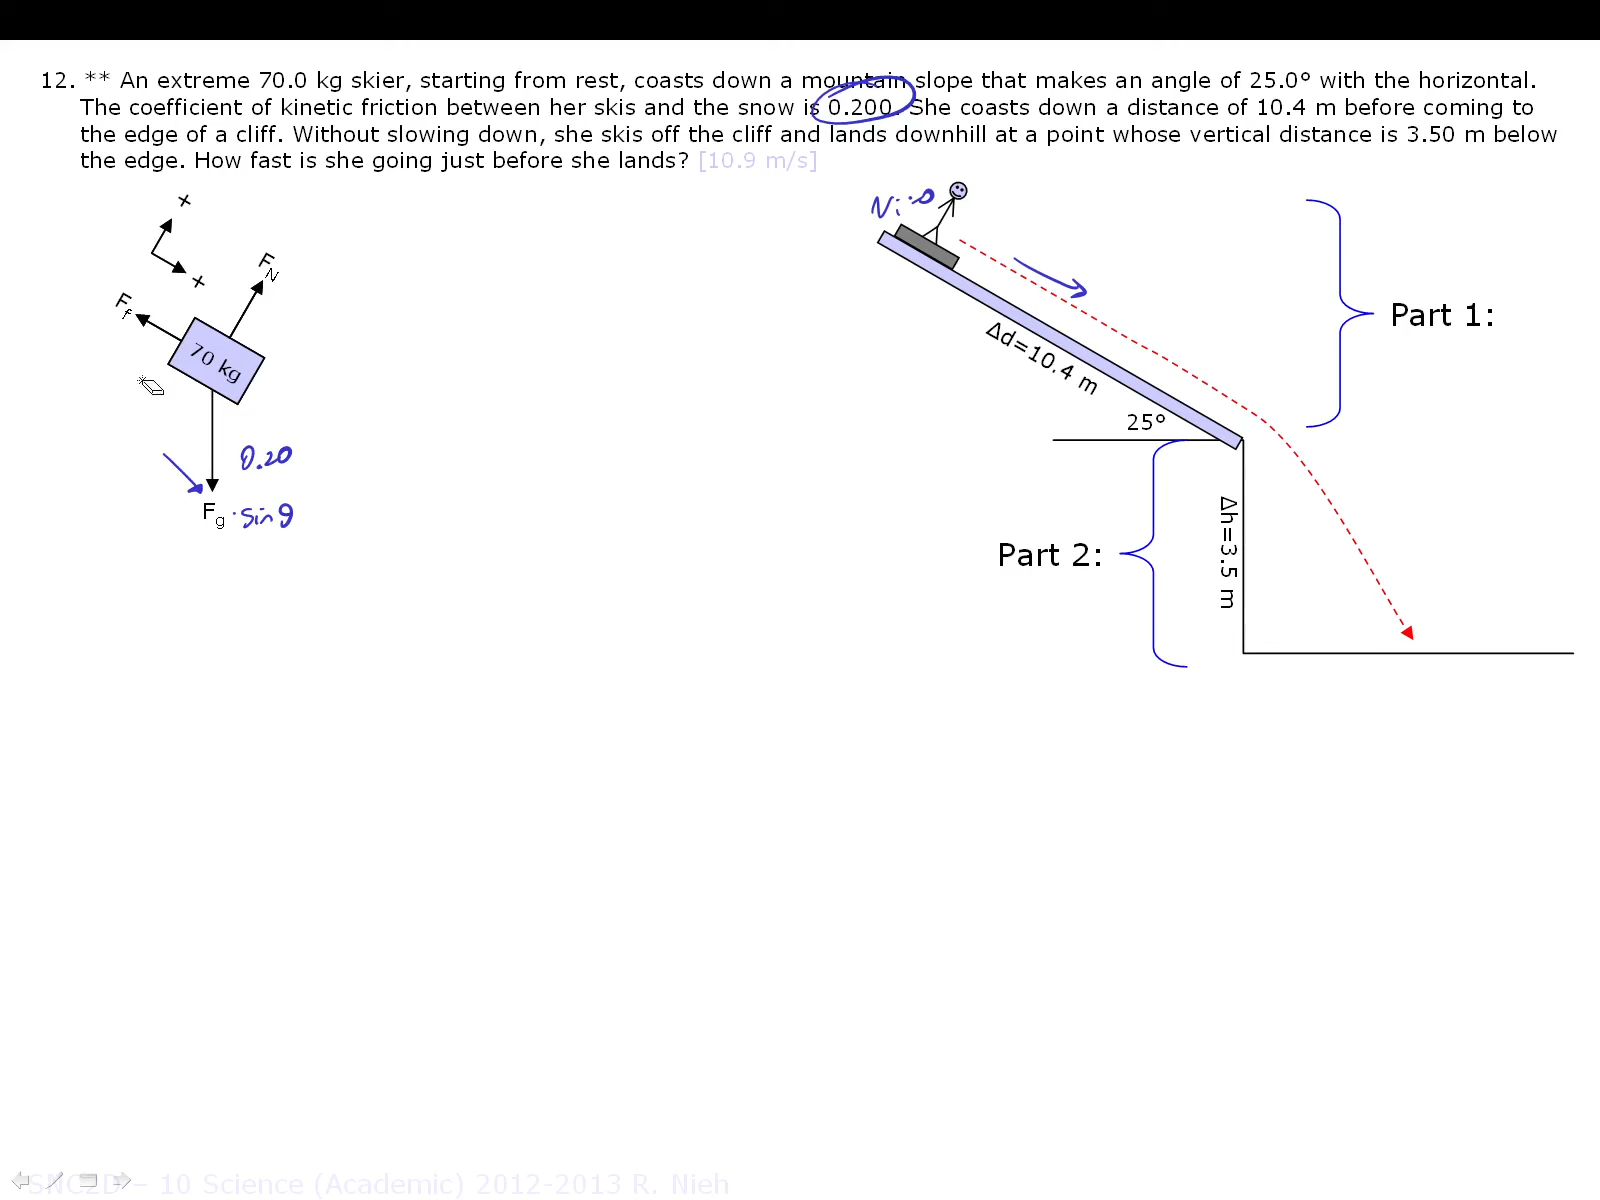 12. ** An extreme 70.0 kg skier, starting from rest, coasts down a mountain slope that makes an angle of 25.0° with the horizontal.
The coefficient of kinetic friction between her skis and the snow is 0.200. She coasts down a distance of 10.4 m before coming to
the edge of a cliff. Without slowing down, she skis off the cliff and lands downhill at a point whose vertical distance is 3.50 m below
the edge. How fast is she going just before she lands? [10.9 m/s]
+
+
F_N
F_f
70 kg
0.20
F_g · sin θ
Vi = 0
Δd=10.4 m
25°
Part 1:
Part 2:
Δh=3.5 m
SNC2D – 10 Science (Academic) 2012-2013 R. Nieh